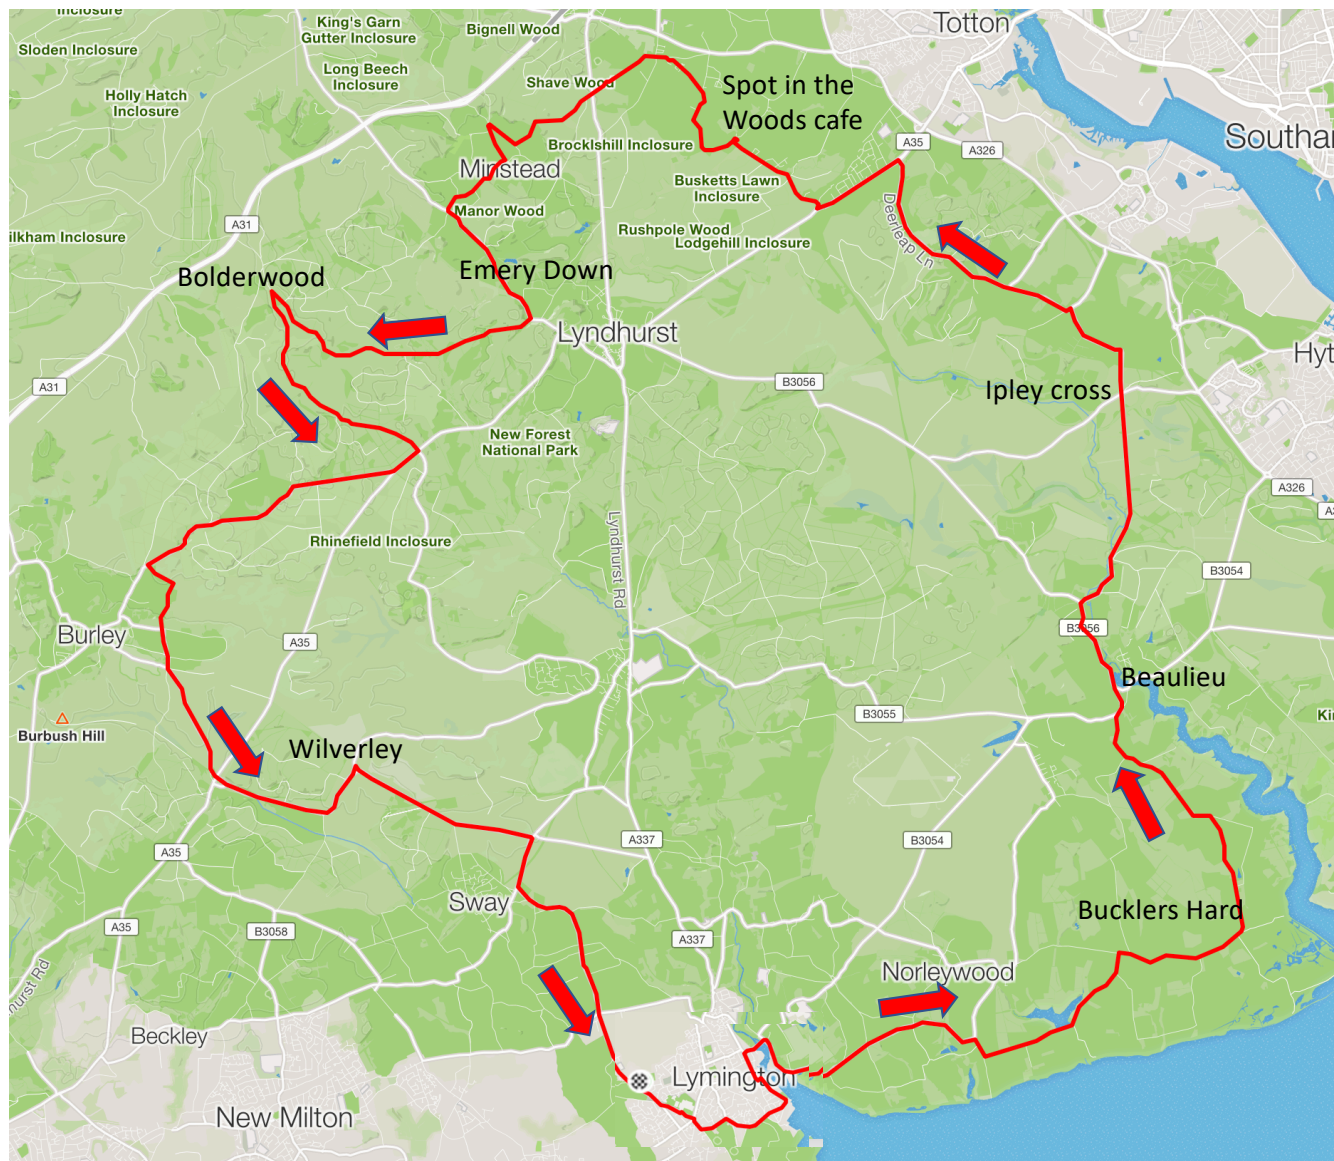 Inclosure
Sloden Inclosure
King's Garn
Gutter Inclosure
Bignell Wood
Totton
Long Beech
Inclosure
Shave Wood
Holly Hatch
Inclosure
Spot in the
Woods cafe
Southa
Brocklshill Inclosure
A35
A326
Minstead
Busketts Lawn
Inclosure
Manor Wood
Deerleap Ln
A31
ilkham Inclosure
Rushpole Wood
Lodgehill Inclosure
Bolderwood
Emery Down
Lyndhurst
Hyt
A31
B3056
Ipley cross
New Forest
National Park
A326
Lyndhurst Rd
Rhinefield Inclosure
B3054
Burley
A35
B3056
Beaulieu
B3055
Burbush Hill
Ki
Wilverley
A35
A337
B3054
Sway
Bucklers Hard
A35
B3058
A337
hurst Rd
Norleywood
Beckley
Lymington
New Milton